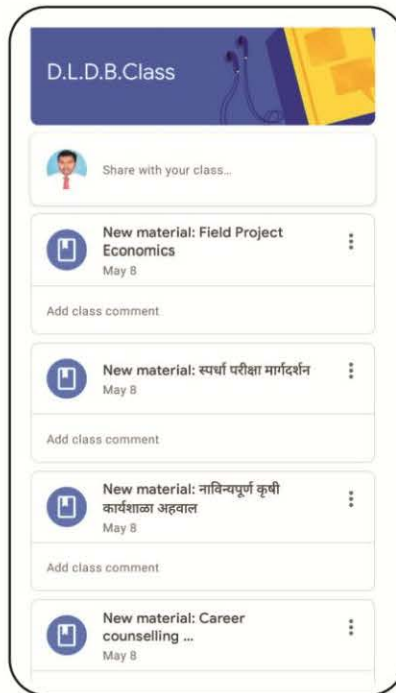 D.L.D.B.Class
Share with your class...
New material: Field Project
Economics
May 8
Add class comment
New material: स्पर्धा परीक्षा मार्गदर्शन
May 8
Add class comment
New material: नाविन्यपूर्ण कृषी
कार्यशाळा अहवाल
May 8
Add class comment
New material: Career
counselling ...
May 8